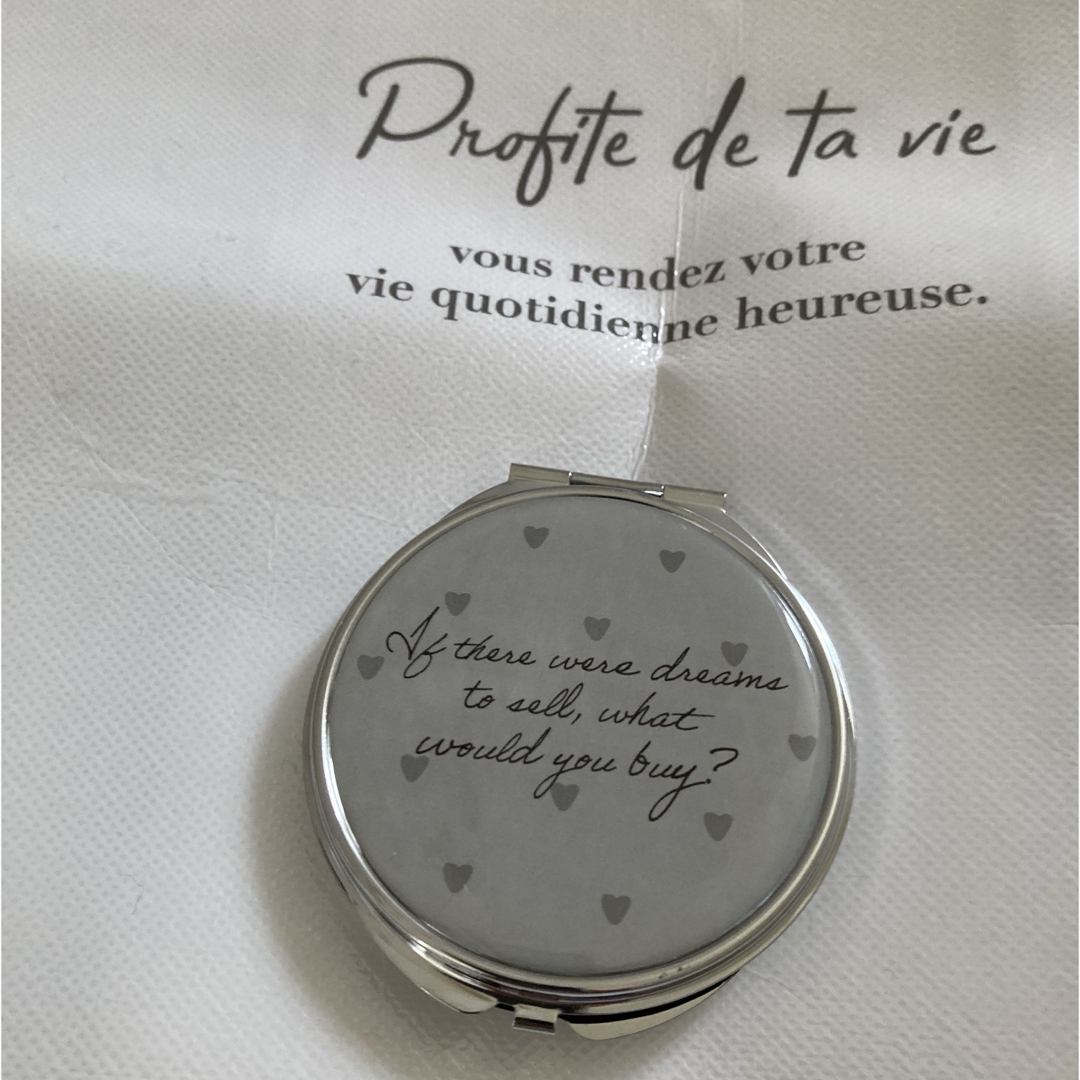 Profite de ta vie
vous rendez votre
vie quotidienne heureuse.
If there were dreams
to sell, what
would you buy?